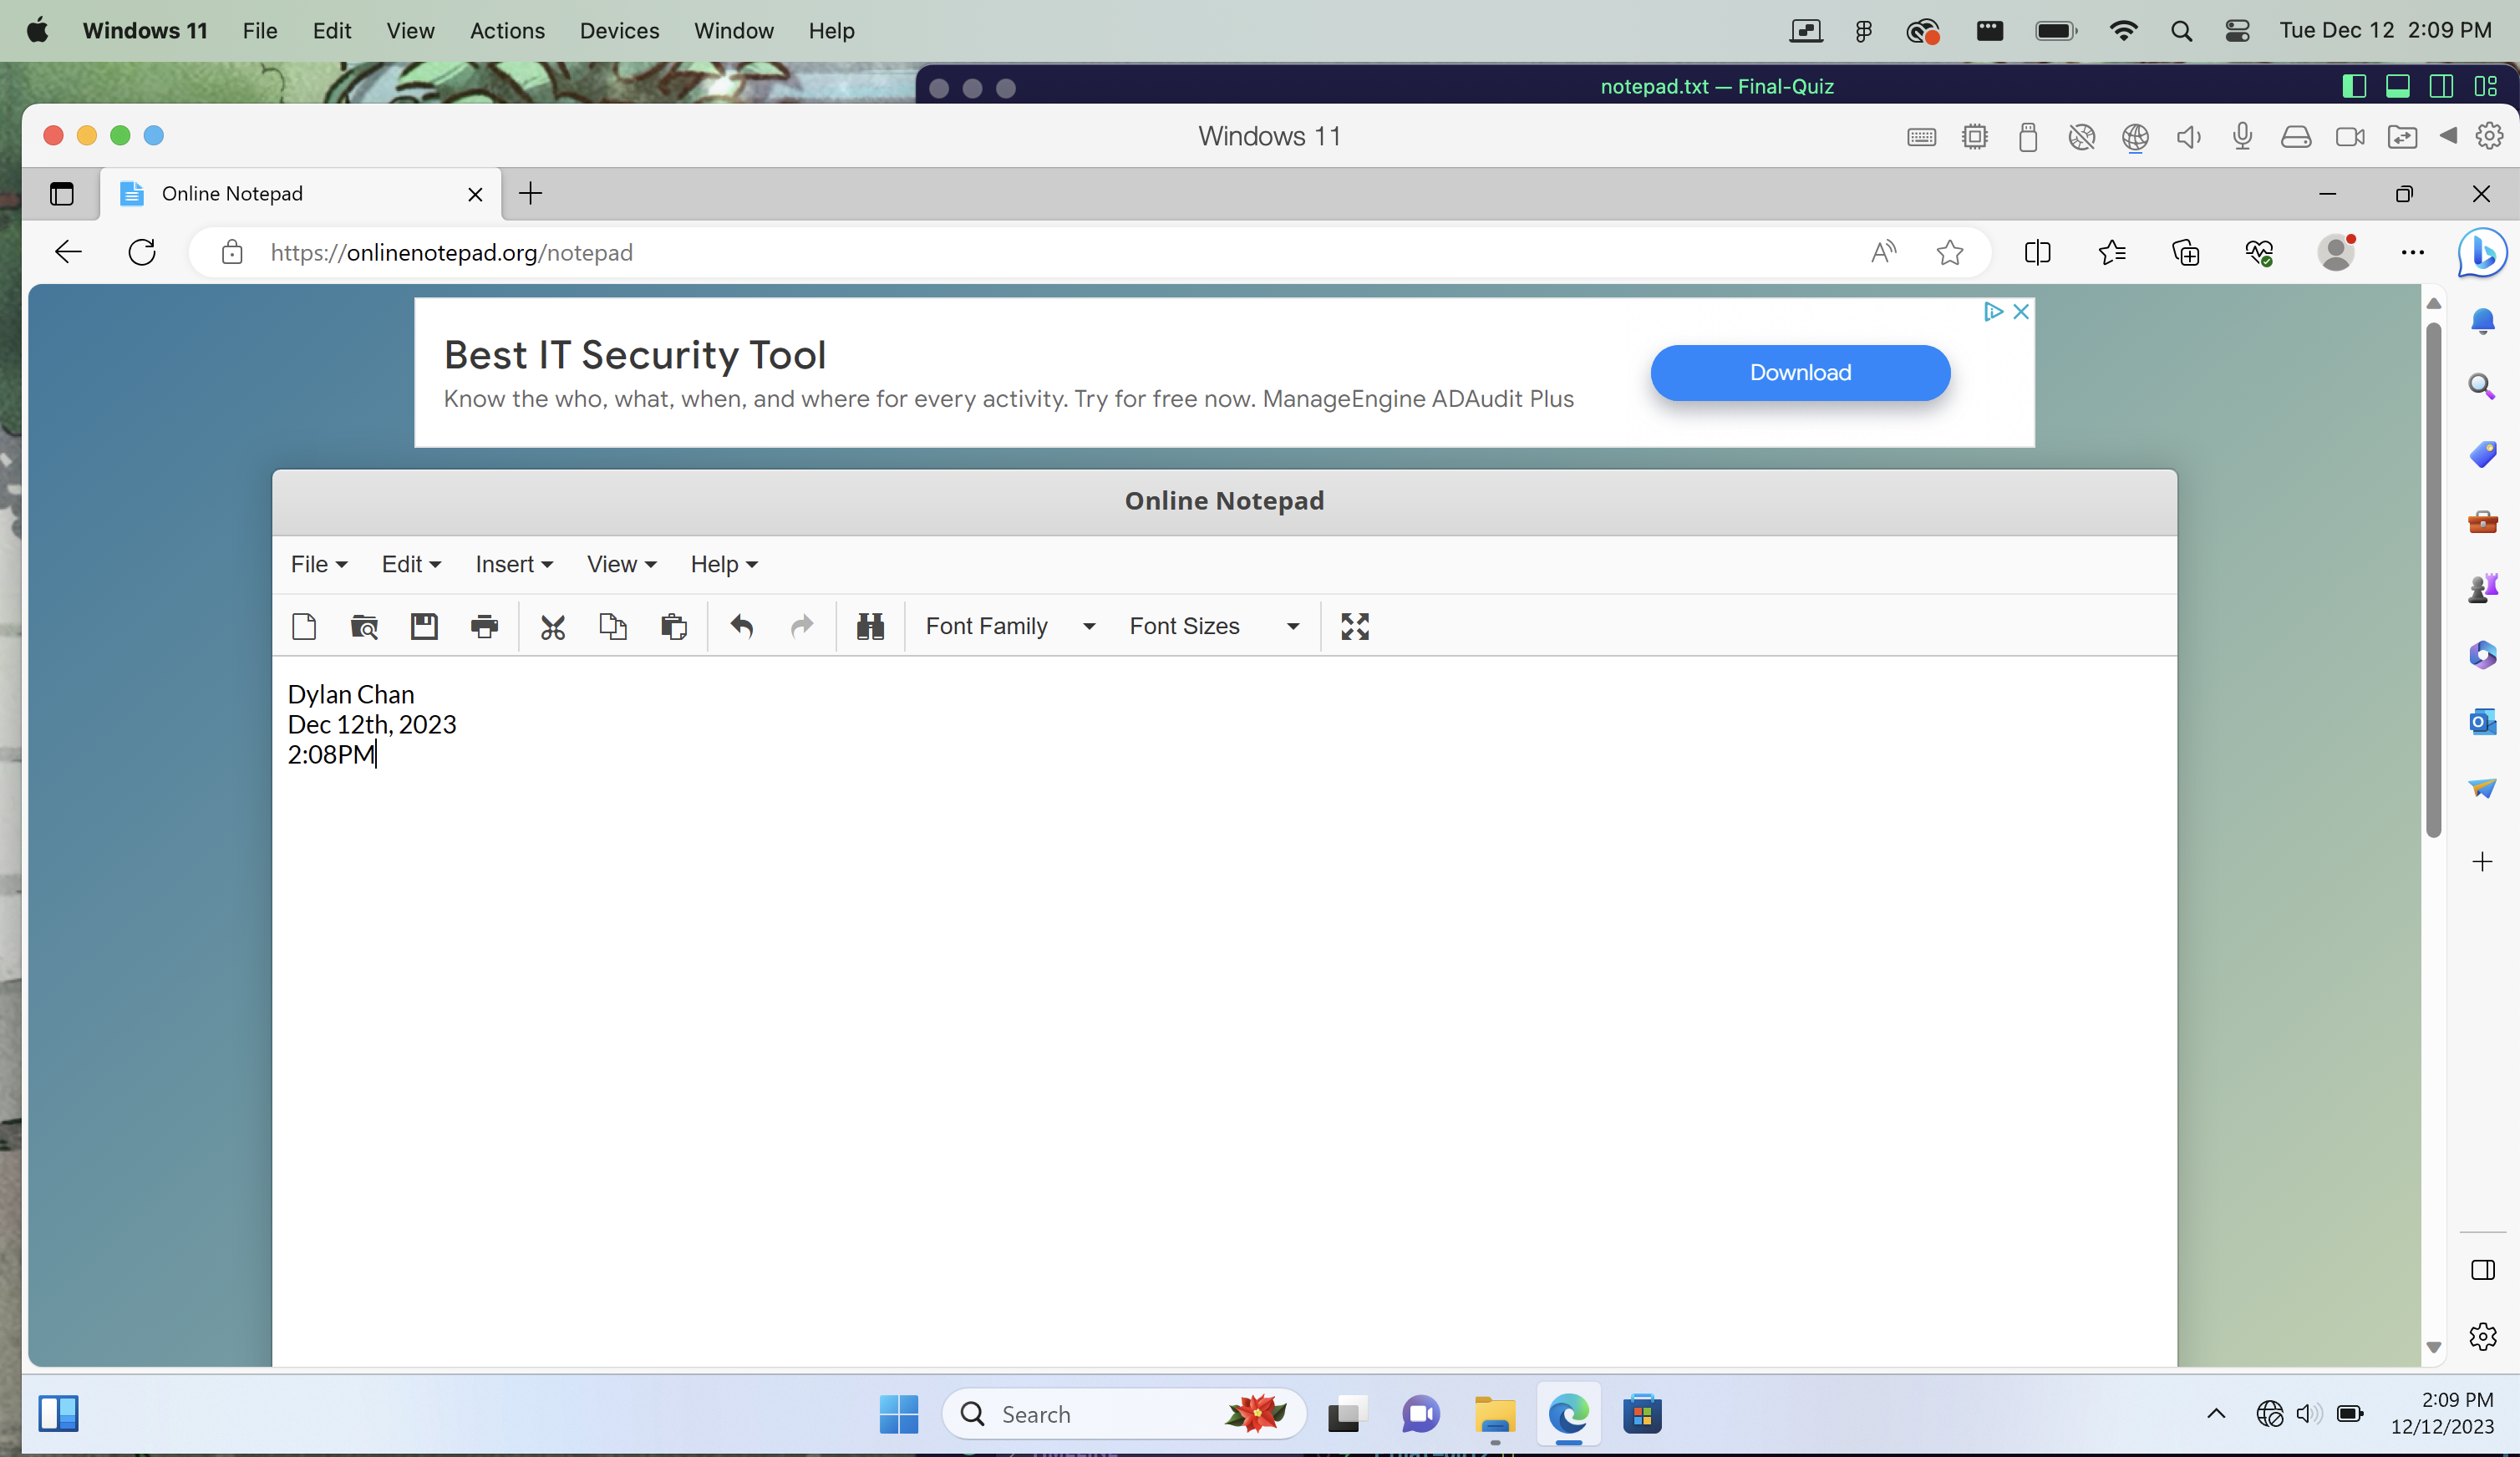 Windows 11 File Edit View Actions Devices Window Help Tue Dec 12 2:09 PM
notepad.txt — Final-Quiz
Windows 11
Online Notepad
https://onlinenotepad.org/notepad
Best IT Security Tool
Know the who, what, when, and where for every activity. Try for free now. ManageEngine ADAudit Plus
Download
Online Notepad
File Edit Insert View Help
Font Family Font Sizes
Dylan Chan
Dec 12th, 2023
2:08PM
Search
2:09 PM
12/12/2023